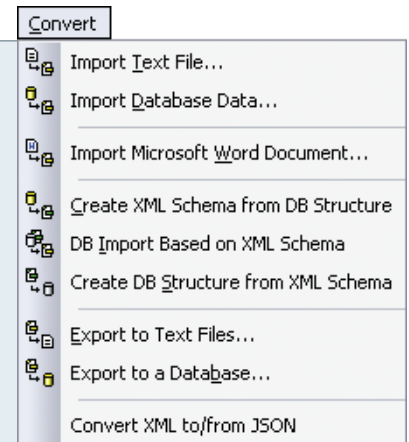 Convert
Import Text File...
Import Database Data...
Import Microsoft Word Document...
Create XML Schema from DB Structure
DB Import Based on XML Schema
Create DB Structure from XML Schema
Export to Text Files...
Export to a Database...
Convert XML to/from JSON